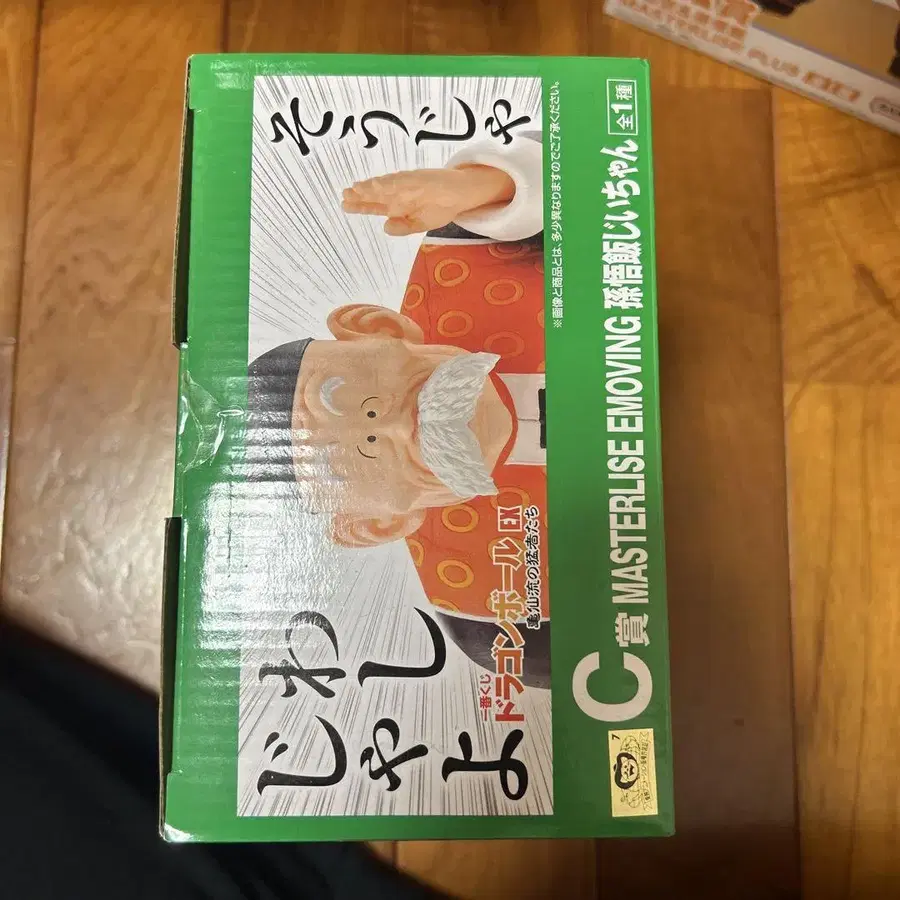 そうじゃ
わし
じゃよ
※画像と商品とは、多少異なりますのでご了承ください。
一番くじ
ドラゴンボール EX
亀仙流の猛者たち
C賞 MASTERLISE EMOVING 孫悟飯じいちゃん 全1種
7
PLUS